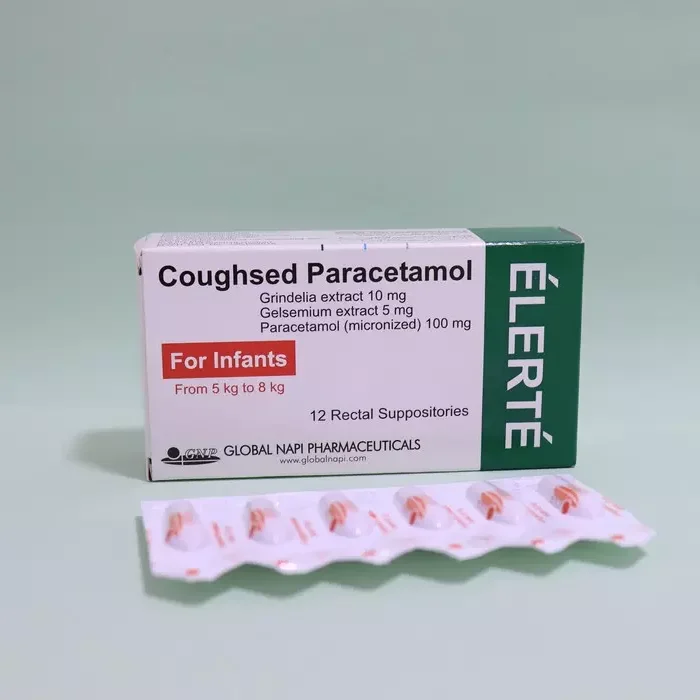 Coughsed Paracetamol
Grindelia extract 10 mg
Gelsemium extract 5 mg
Paracetamol (micronized) 100 mg
For Infants
From 5 kg to 8 kg
12 Rectal Suppositories
GNP GLOBAL NAPI PHARMACEUTICALS
www.globalnapi.com
ÉLERTÉ